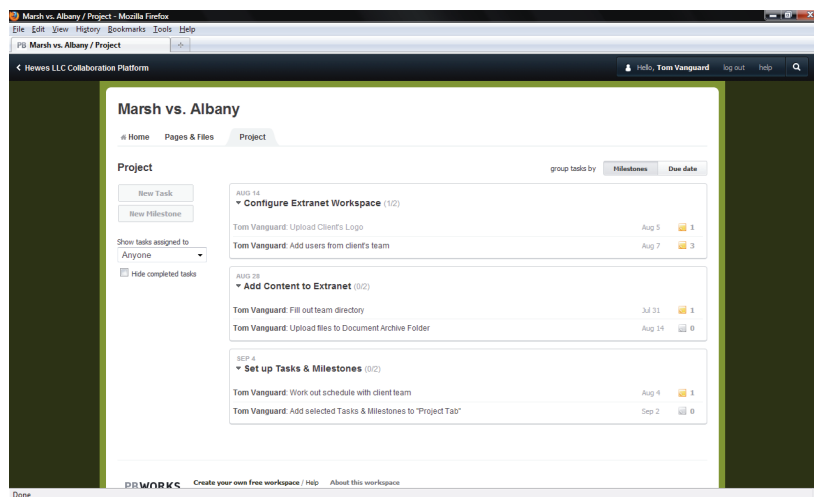 Marsh vs. Albany / Project - Mozilla Firefox
File Edit View History Bookmarks Tools Help
PB Marsh vs. Albany / Project
Hewes LLC Collaboration Platform Hello, Tom Vanguard log out help
Marsh vs. Albany
Home Pages & Files Project
Project group tasks by Milestones Due date
New Task
New Milestone
Show tasks assigned to
Anyone
Hide completed tasks
AUG 14
Configure Extranet Workspace (1/2)
Tom Vanguard: Upload Client's Logo Aug 5 1
Tom Vanguard: Add users from client's team Aug 7 3
AUG 28
Add Content to Extranet (0/2)
Tom Vanguard: Fill out team directory Jul 31 1
Tom Vanguard: Upload files to Document Archive Folder Aug 14 0
SEP 4
Set up Tasks & Milestones (0/2)
Tom Vanguard: Work out schedule with client team Aug 4 1
Tom Vanguard: Add selected Tasks & Milestones to "Project Tab" Sep 2 0
PBWORKS Create your own free workspace / Help About this workspace
Done